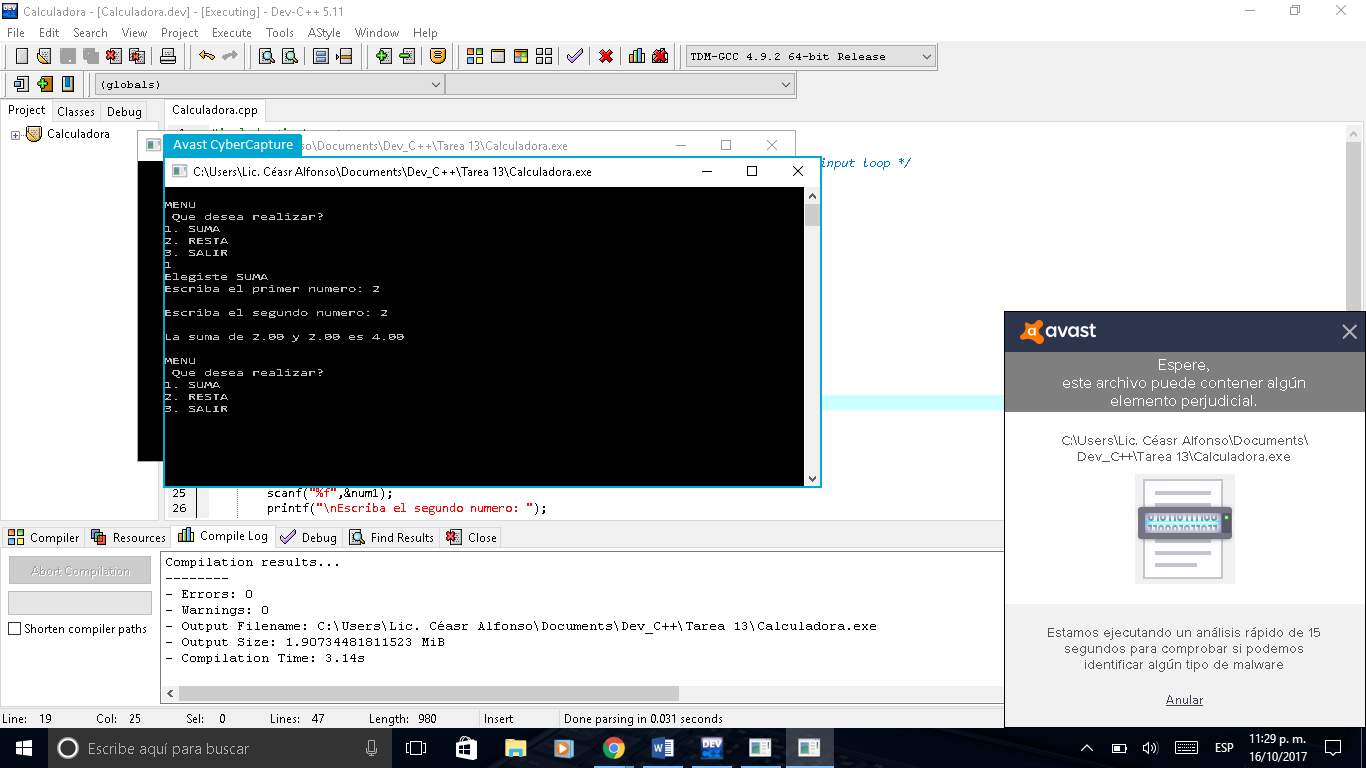 Calculadora - [Calculadora.dev] - [Executing] - Dev-C++ 5.11
File Edit Search View Project Execute Tools AStyle Window Help
TDM-GCC 4.9.2 64-bit Release
(globals)
Project Classes Debug
Calculadora.cpp
Calculadora
Avast CyberCapture
so\Documents\Dev_C++\Tarea 13\Calculadora.exe
input loop */
C:\Users\Lic. Céasr Alfonso\Documents\Dev_C++\Tarea 13\Calculadora.exe
MENU
Que desea realizar?
1. SUMA
2. RESTA
3. SALIR
1
Elegiste SUMA
Escriba el primer numero: 2
Escriba el segundo numero: 2
La suma de 2.00 y 2.00 es 4.00
MENU
Que desea realizar?
1. SUMA
2. RESTA
3. SALIR
25 scanf("%f",&num1);
26 printf("\nEscriba el segundo numero: ");
avast
Espere,
este archivo puede contener algún
elemento perjudicial.
C:\Users\Lic. Céasr Alfonso\Documents\
Dev_C++\Tarea 13\Calculadora.exe
Estamos ejecutando un análisis rápido de 15
segundos para comprobar si podemos
identificar algún tipo de malware
Anular
Compiler Resources Compile Log Debug Find Results Close
Abort Compilation
Shorten compiler paths
Compilation results...
--------
- Errors: 0
- Warnings: 0
- Output Filename: C:\Users\Lic. Céasr Alfonso\Documents\Dev_C++\Tarea 13\Calculadora.exe
- Output Size: 1.90734481811523 MiB
- Compilation Time: 3.14s
Line: 19 Col: 25 Sel: 0 Lines: 47 Length: 980 Insert Done parsing in 0.031 seconds
Escribe aquí para buscar
ESP
11:29 p. m.
16/10/2017